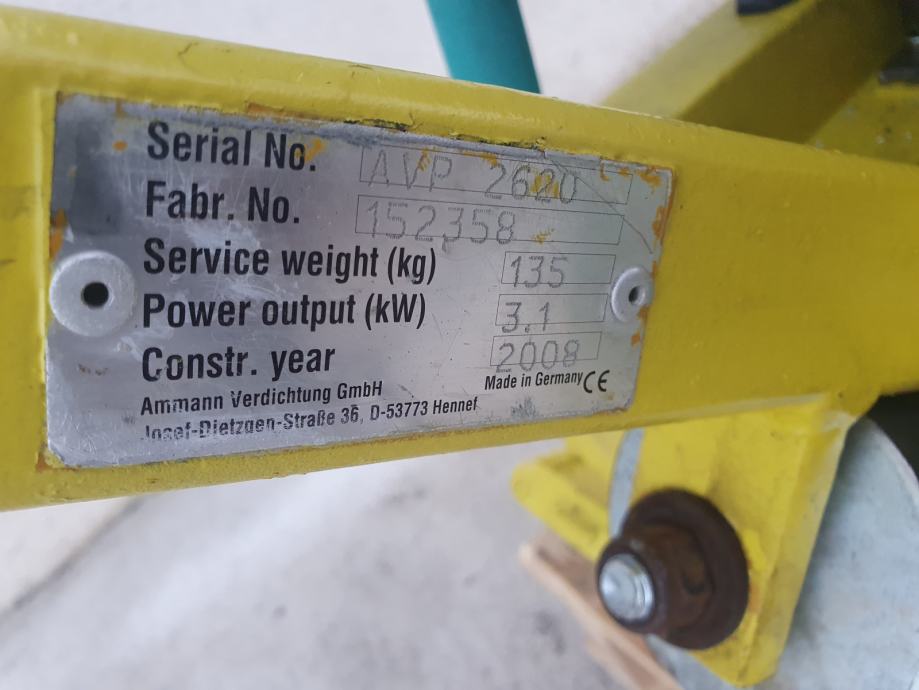 Serial No. AVP 2620
Fabr. No. 152358
Service weight (kg) 135
Power output (kW) 3.1
Constr. year 2008
Ammann Verdichtung GmbH Made in Germany CE
Josef-Dietzgen-Straße 36, D-53773 Hennef